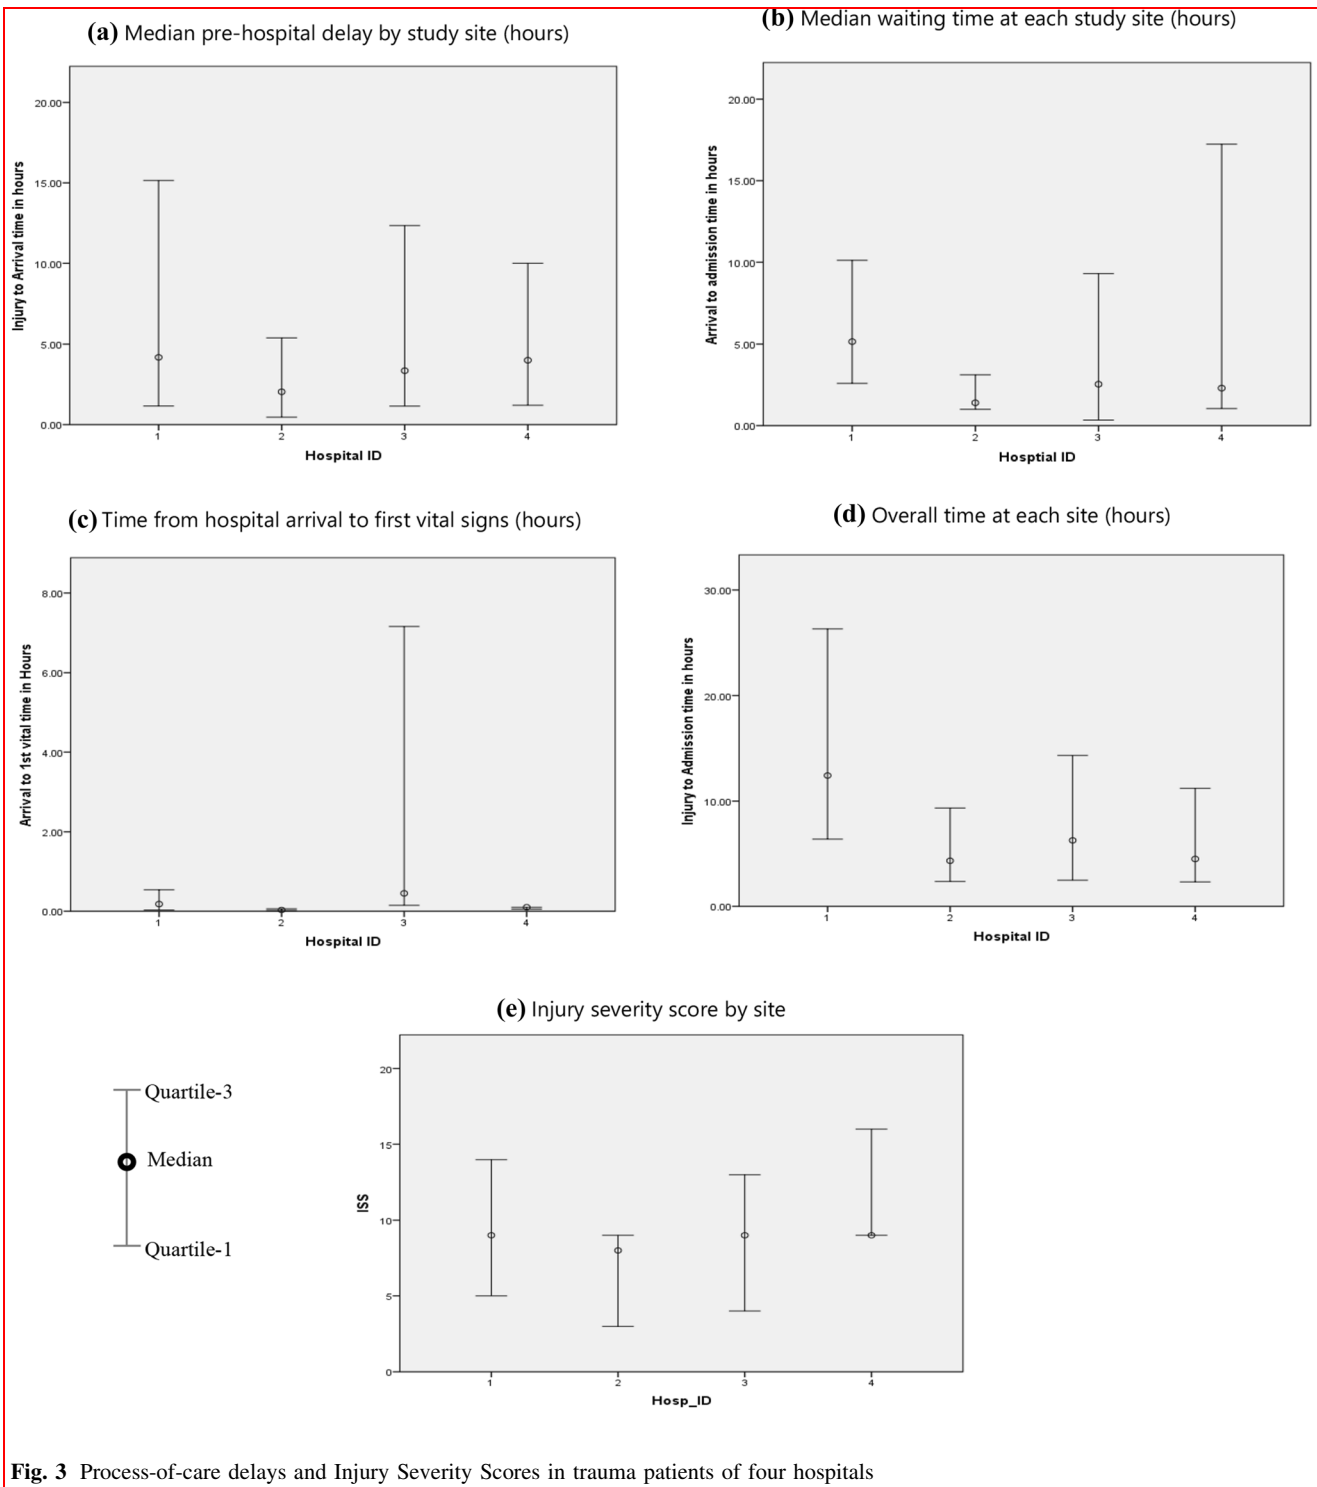 (a) Median pre-hospital delay by study site (hours)
Injury to Arrival time in hours
20.00
15.00
10.00
5.00
0.00
1 2 3 4
Hospital ID
(b) Median waiting time at each study site (hours)
Arrival to admission time in hours
20.00
15.00
10.00
5.00
0.00
1 2 3 4
Hosptial ID
(c) Time from hospital arrival to first vital signs (hours)
Arrival to 1st vital time in Hours
8.00
6.00
4.00
2.00
0.00
1 2 3 4
Hospital ID
(d) Overall time at each site (hours)
Injury to Admission time in hours
30.00
20.00
10.00
0.00
1 2 3 4
Hospital ID
Quartile-3
Median
Quartile-1
(e) Injury severity score by site
ISS
20
15
10
5
0
1 2 3 4
Hosp_ID
Fig. 3 Process-of-care delays and Injury Severity Scores in trauma patients of four hospitals